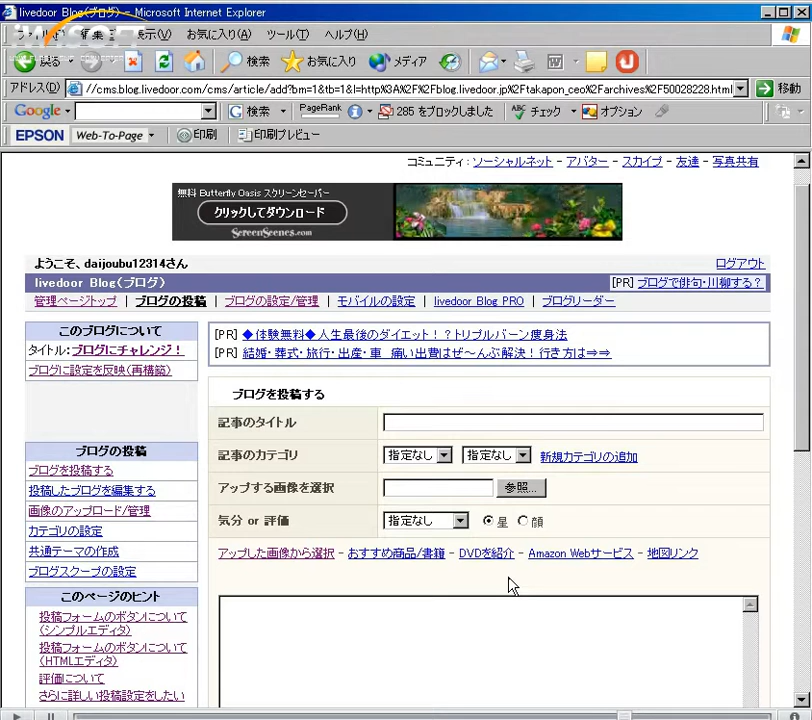 livedoor Blog(ブログ) - Microsoft Internet Explorer
表示(V) お気に入り(A) ツール(T) ヘルプ(H)
戻る 検索 お気に入り メディア
アドレス(D) //cms.blog.livedoor.com/cms/article/add?bm=1&tb=1&l=http%3A%2F%2Fblog.livedoor.jp%2Ftakapon_ceo%2Farchives%2F50028228.html 移動
Google 検索 PageRank 285 をブロックしました チェック オプション
EPSON Web-To-Page 印刷 印刷プレビュー
コミュニティ: ソーシャルネット - アバター - スカイプ - 友達 - 写真共有
無料 Butterfly Oasis スクリーンセーバー
クリックしてダウンロード
ScreenScenes.com
ようこそ、daijoubu12314さん ログアウト
livedoor Blog(ブログ) [PR] ブログで俳句・川柳する?
管理ページトップ | ブログの投稿 | ブログの設定/管理 | モバイルの設定 | livedoor Blog PRO | ブログリーダー
このブログについて
タイトル: ブログにチャレンジ!
ブログに設定を反映(再構築)
[PR] ◆体験無料◆人生最後のダイエット!?トリプルバーン痩身法
[PR] 結婚・葬式・旅行・出産・車 痛い出費はぜ~んぶ解決!行き方は⇒⇒
ブログの投稿
ブログを投稿する
投稿したブログを編集する
画像のアップロード/管理
カテゴリの設定
共通テーマの作成
ブログスクープの設定
このページのヒント
投稿フォームのボタンについて
(シンプルエディタ)
投稿フォームのボタンについて
(HTMLエディタ)
評価について
さらに詳しい投稿設定をしたい
ブログを投稿する
記事のタイトル
記事のカテゴリ 指定なし 指定なし 新規カテゴリの追加
アップする画像を選択 参照...
気分 or 評価 指定なし 星 顔
アップした画像から選択 - おすすめ商品/書籍 - DVDを紹介 - Amazon Webサービス - 地図リンク